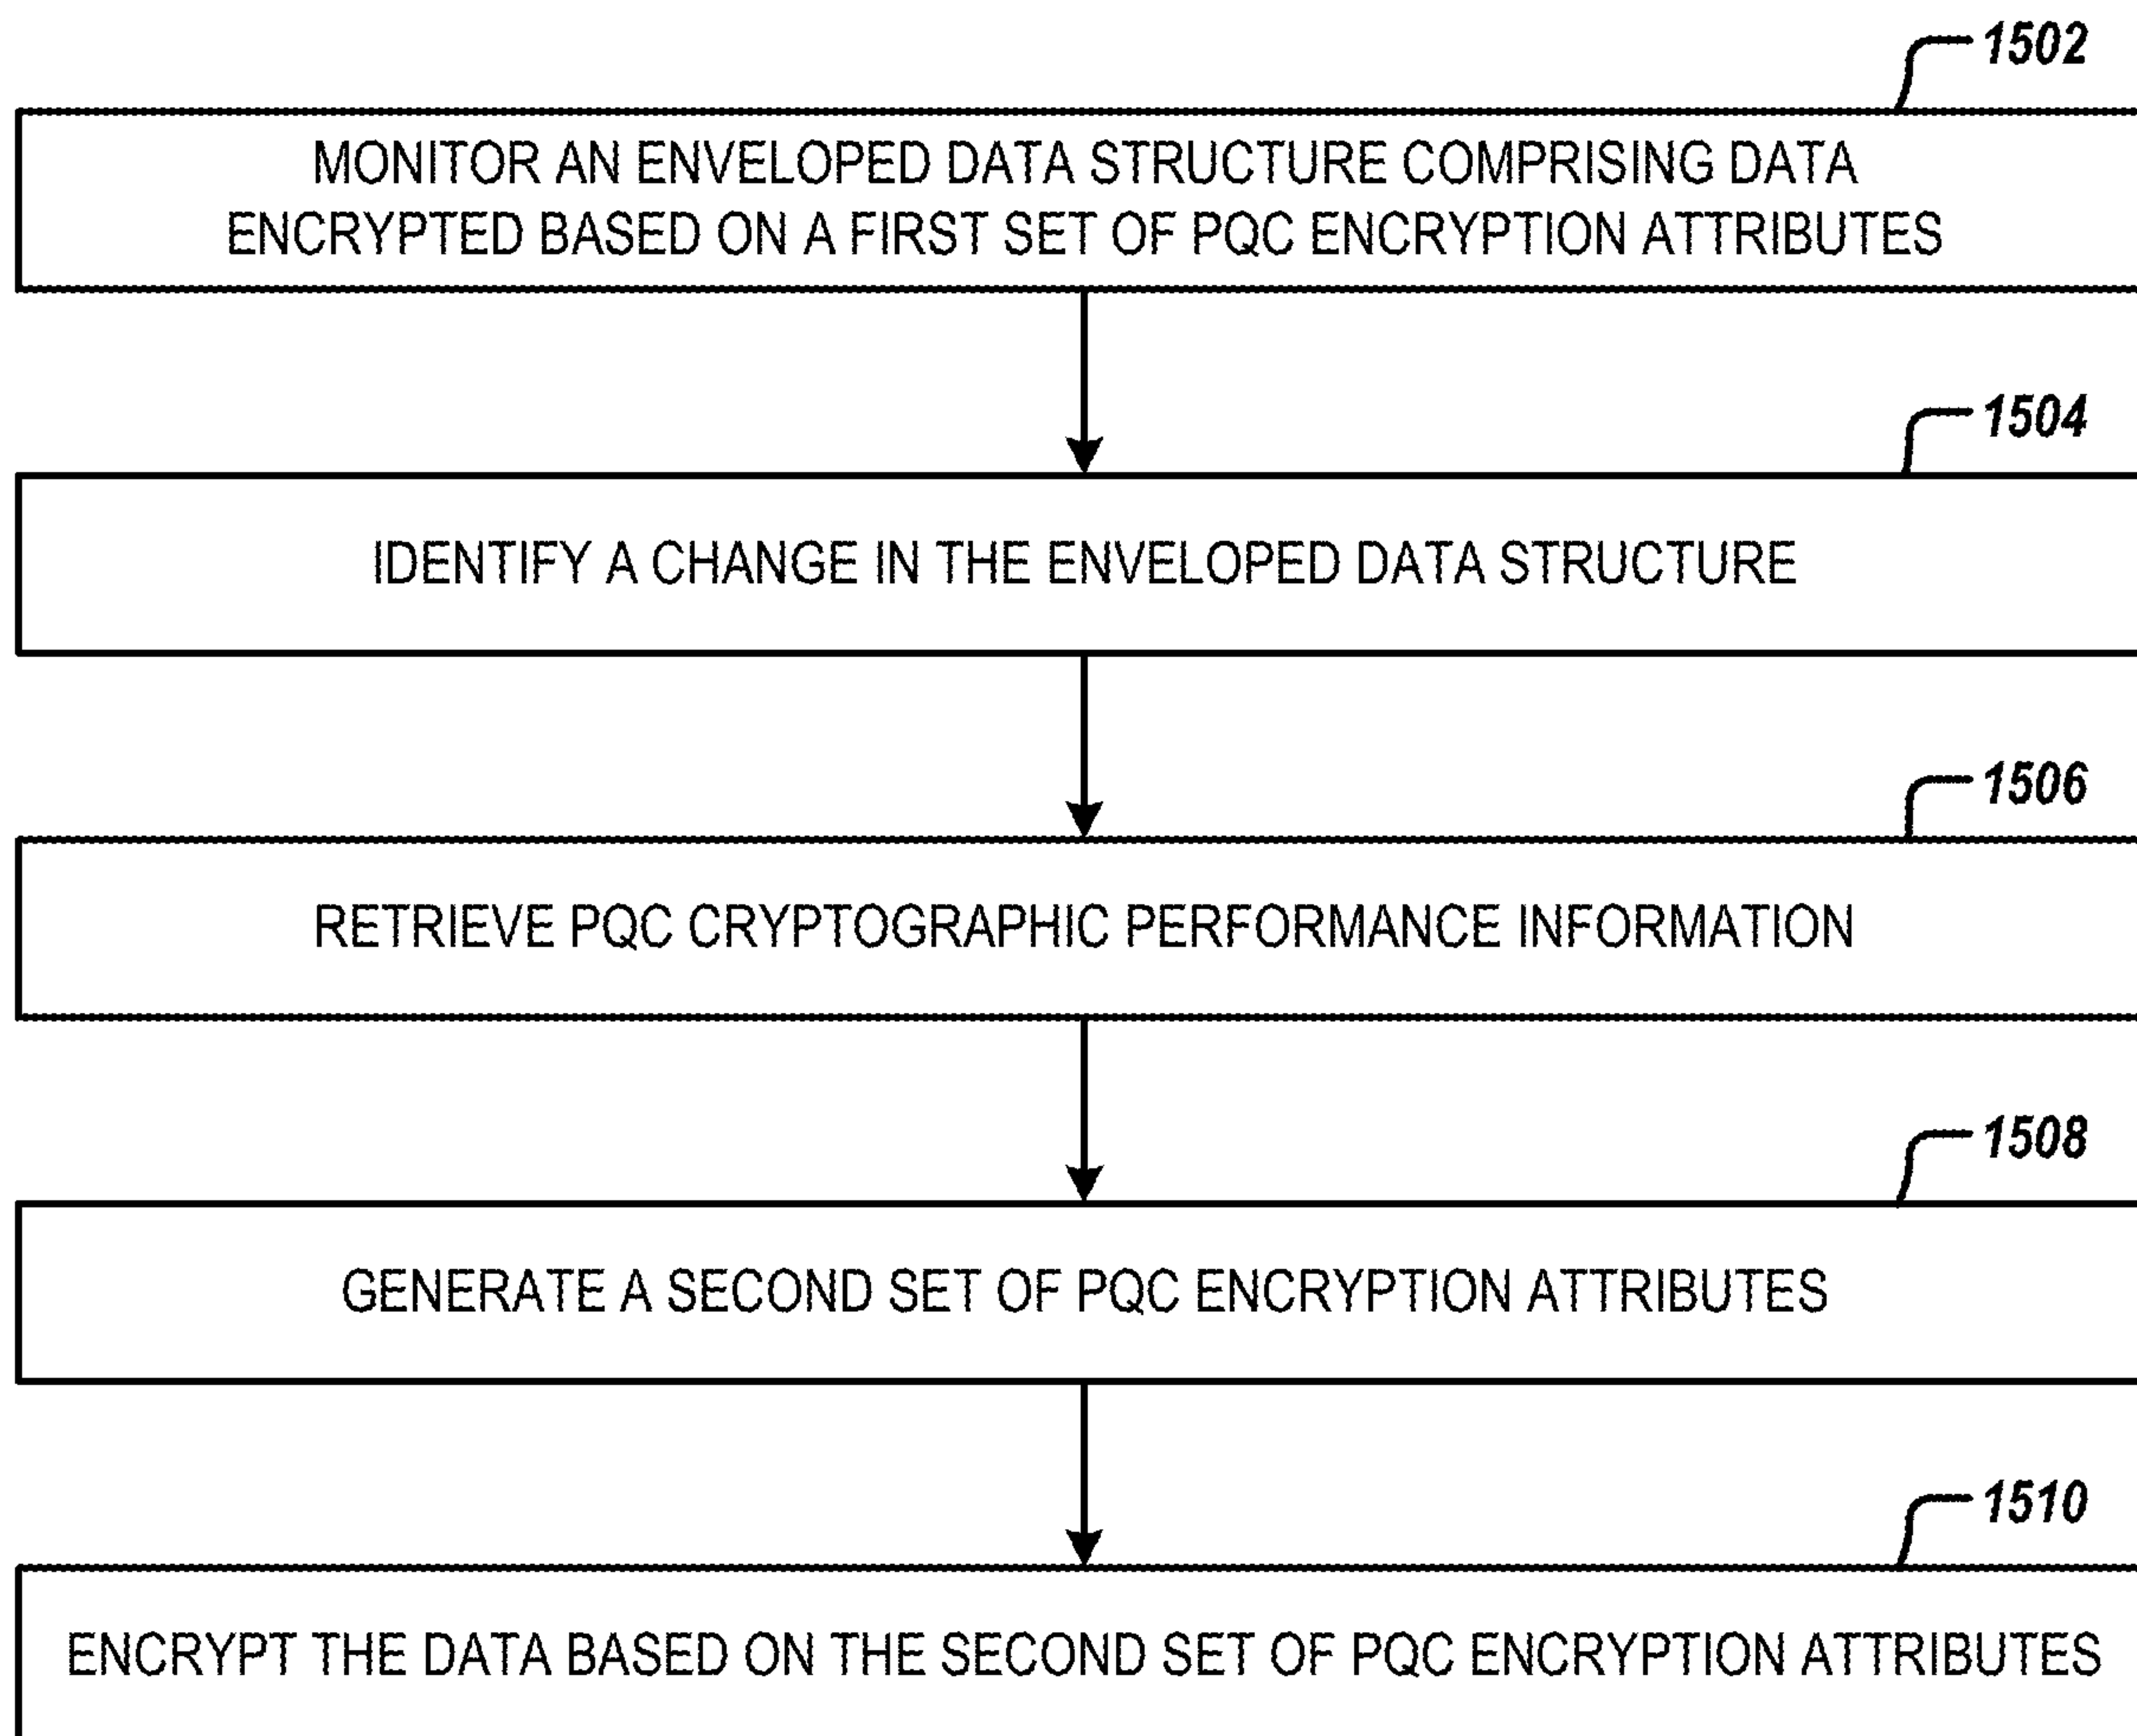 1502
MONITOR AN ENVELOPED DATA STRUCTURE COMPRISING DATA
ENCRYPTED BASED ON A FIRST SET OF PQC ENCRYPTION ATTRIBUTES
1504
IDENTIFY A CHANGE IN THE ENVELOPED DATA STRUCTURE
1506
RETRIEVE PQC CRYPTOGRAPHIC PERFORMANCE INFORMATION
1508
GENERATE A SECOND SET OF PQC ENCRYPTION ATTRIBUTES
1510
ENCRYPT THE DATA BASED ON THE SECOND SET OF PQC ENCRYPTION ATTRIBUTES